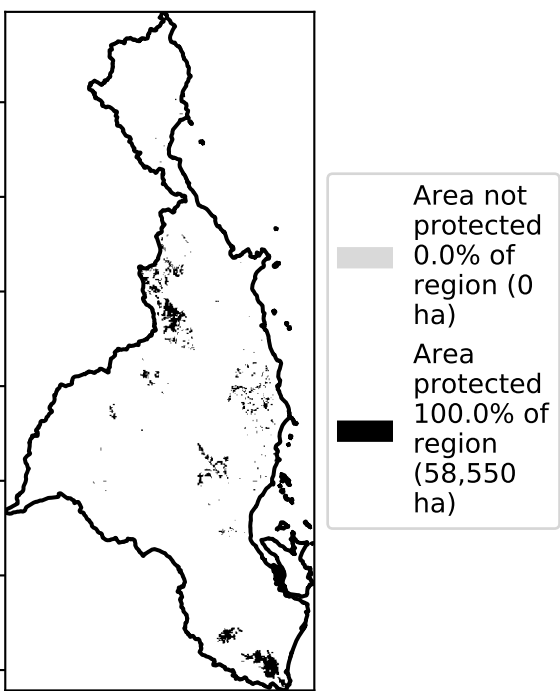 Area not
protected
0.0% of
region (0
ha)
Area
protected
100.0% of
region
(58,550
ha)